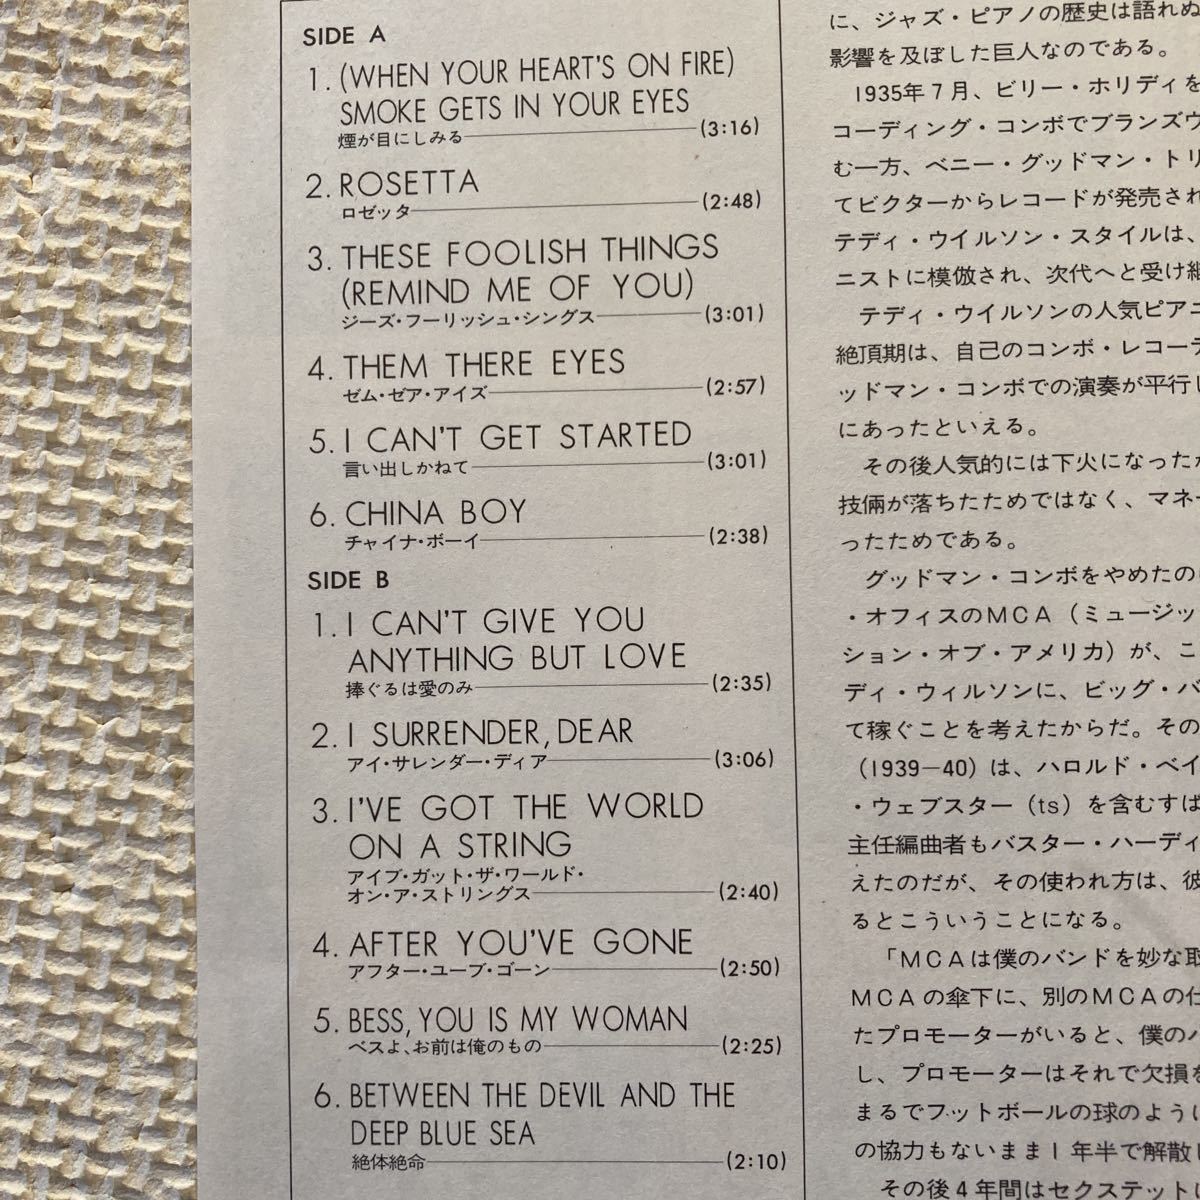 SIDE A
1. (WHEN YOUR HEART'S ON FIRE)
SMOKE GETS IN YOUR EYES
煙が目にしみる (3:16)
2. ROSETTA
ロゼッタ (2:48)
3. THESE FOOLISH THINGS
(REMIND ME OF YOU)
ジーズ・フーリッシュ・シングス (3:01)
4. THEM THERE EYES
ゼム・ゼア・アイズ (2:57)
5. I CAN'T GET STARTED
言い出しかねて (3:01)
6. CHINA BOY
チャイナ・ボーイ (2:38)
SIDE B
1. I CAN'T GIVE YOU
ANYTHING BUT LOVE
捧ぐるは愛のみ (2:35)
2. I SURRENDER, DEAR
アイ・サレンダー・ディア (3:06)
3. I'VE GOT THE WORLD
ON A STRING
アイブ・ガット・ザ・ワールド・
オン・ア・ストリングス (2:40)
4. AFTER YOU'VE GONE
アフター・ユーブ・ゴーン (2:50)
5. BESS, YOU IS MY WOMAN
ベスよ、お前は俺のもの (2:25)
6. BETWEEN THE DEVIL AND THE
DEEP BLUE SEA
絶体絶命 (2:10)
に、ジャズ・ピアノの歴史は語れぬ
影響を及ぼした巨人なのである。
1935年7月、ビリー・ホリディを
コーディング・コンボでブランズウ
む一方、ベニー・グッドマン・トリ
てビクターからレコードが発売され
テディ・ウイルソン・スタイルは、
ニストに模倣され、次代へと受け継
テディ・ウイルソンの人気ピアニ
絶頂期は、自己のコンボ・レコーデ
ッドマン・コンボでの演奏が平行し
にあったといえる。
その後人気的には下火になったが
技倆が落ちたためではなく、マネー
ったためである。
グッドマン・コンボをやめたの
・オフィスのMCA（ミュージッ
ション・オブ・アメリカ）が、こ
ディ・ウィルソンに、ビッグ・バ
て稼ぐことを考えたからだ。その
（1939―40）は、ハロルド・ベイ
・ウェブスター（ts）を含むすば
主任編曲者もバスター・ハーディ
えたのだが、その使われ方は、彼
るとこういうことになる。
「MCAは僕のバンドを妙な取
MCAの傘下に、別のMCAの仕
たプロモーターがいると、僕のバ
し、プロモーターはそれで欠損を
まるでフットボールの球のように
の協力もないまま1年半で解散し
その後4年間はセクステットに